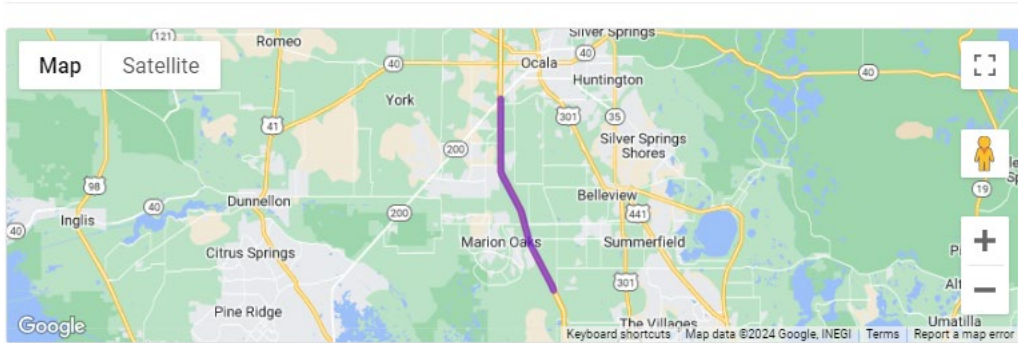 Map
Satellite
121
Romeo
Silver Springs
40
Ocala
40
Huntington
40
York
41
301
35
Silver Springs
Shores
200
98
19
Dunnellon
Belleview
40
200
441
Inglis
40
Marion Oaks
Summerfield
Citrus Springs
301
Pine Ridge
The Villages
Umatilla
Google
Keyboard shortcuts
Map data ©2024 Google, INEGI
Terms
Report a map error